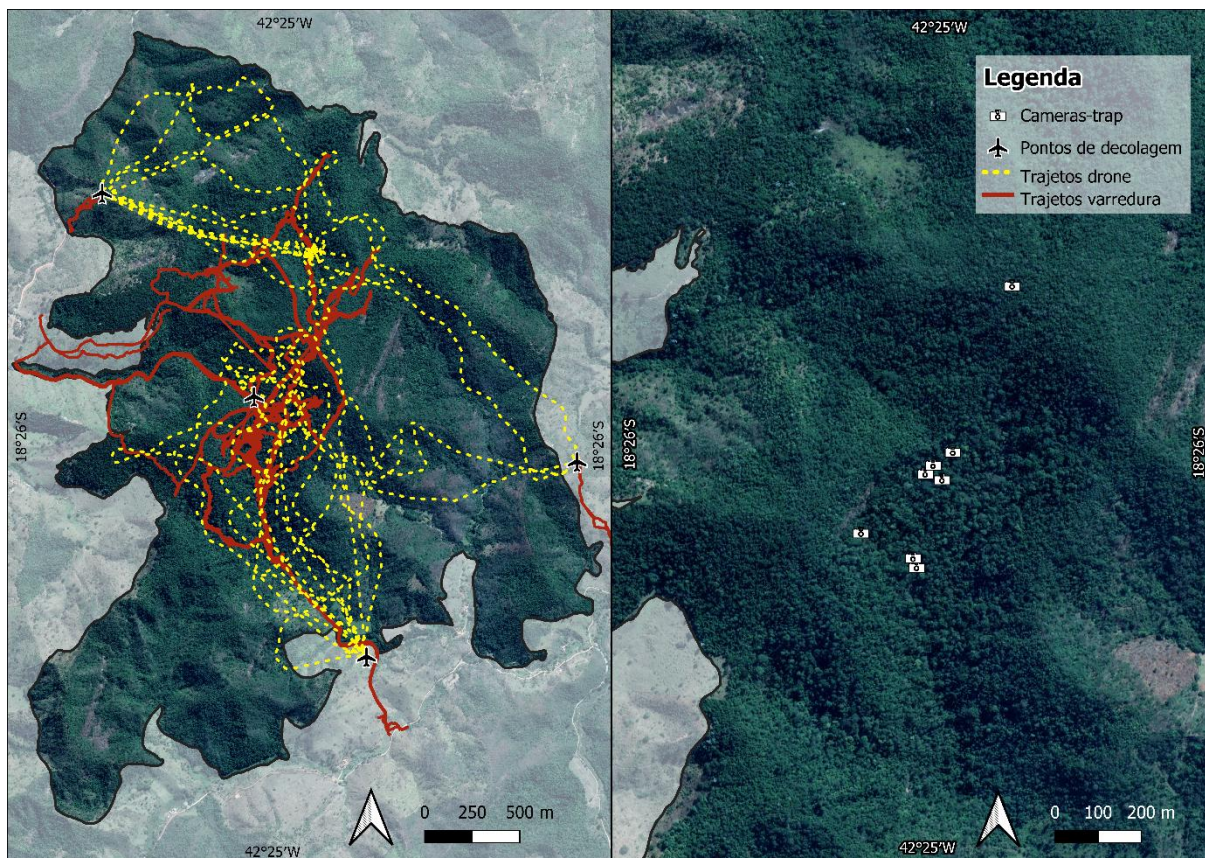 42°25'W
42°25'W
Legenda
Cameras-trap
Pontos de decolagem
Trajetos drone
Trajetos varredura
18°26'S
18°26'S
18°26'S
18°26'S
0 250 500 m
0 100 200 m
42°25'W
42°25'W